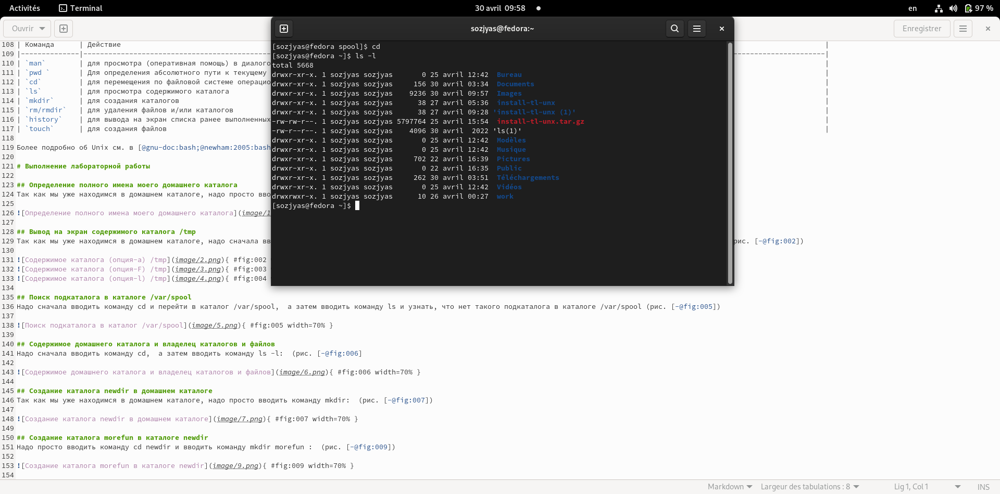 Activités Terminal 30 avril 09:58 en 97 %
Ouvrir Enregistrer
sozjyas@fedora:~
[sozjyas@fedora spool]$ cd
[sozjyas@fedora ~]$ ls -l
total 5668
drwxr-xr-x. 1 sozjyas sozjyas 0 25 avril 12:42 Bureau
drwxr-xr-x. 1 sozjyas sozjyas 156 30 avril 03:34 Documents
drwxr-xr-x. 1 sozjyas sozjyas 9236 30 avril 09:57 Images
drwxr-xr-x. 1 sozjyas sozjyas 38 27 avril 05:36 install-tl-unx
drwxr-xr-x. 1 sozjyas sozjyas 38 27 avril 09:28 'install-tl-unx (1)'
-rw-rw-r--. 1 sozjyas sozjyas 5797764 25 avril 15:54 install-tl-unx.tar.gz
-rw-r--r--. 1 sozjyas sozjyas 4096 30 avril 2022 'ls(1)'
drwxr-xr-x. 1 sozjyas sozjyas 0 25 avril 12:42 Modèles
drwxr-xr-x. 1 sozjyas sozjyas 0 25 avril 12:42 Musique
drwxr-xr-x. 1 sozjyas sozjyas 702 22 avril 16:39 Pictures
drwxr-xr-x. 1 sozjyas sozjyas 0 22 avril 16:35 Public
drwxr-xr-x. 1 sozjyas sozjyas 262 30 avril 03:51 Téléchargements
drwxr-xr-x. 1 sozjyas sozjyas 0 25 avril 12:42 Vidéos
drwxrwxr-x. 1 sozjyas sozjyas 10 26 avril 00:27 work
[sozjyas@fedora ~]$
108 | Команда | Действие |
109 |--------------|--------------------------------------------- ----------------------|
110 | `man` | для просмотра (оперативная помощь) в диалого |
111 | `pwd ` | Для определения абсолютного пути к текущему |
112 | `cd` | для перемещения по файловой системе операцио |
113 | `ls` | для просмотра содержимого каталога |
114 | `mkdir` | для создания каталогов |
115 | `rm/rmdir` | для удаления файлов и/или каталогов |
116 | `history` | для вывода на экран списка ранее выполненных |
117 | `touch` | для создания файлов |
118
119 Более подробно об Unix см. в [@gnu-doc:bash;@newham:2005:bash
120
121 # Выполнение лабораторной работы
122
123 ## Определение полного имена моего домашнего каталога
124 Так как мы уже находимся в домашнем каталоге, надо просто вво
125
126 ![Определение полного имена моего домашнего каталога](image/1
127
128 ## Вывод на экран содержимого каталога /tmp
129 Так как мы уже находимся в домашнем каталоге, надо сначала вв рис. [-@fig:002])
130
131 ![Содержимое каталога (опция-a) /tmp](image/2.png){ #fig:002
132 ![Содержимое каталога (опция-F) /tmp](image/3.png){ #fig:003
133 ![Содержимое каталога (опция-l) /tmp](image/4.png){ #fig:004
134
135 ## Поиск подкаталога в каталоге /var/spool
136 Надо сначала вводить команду cd и перейти в каталог /var/spool, а затем вводить команду ls и узнать, что нет такого подкаталога в каталоге /var/spool (рис. [-@fig:005])
137
138 ![Поиск подкаталога в каталог /var/spool](image/5.png){ #fig:005 width=70% }
139
140 ## Содержимое домашнего каталога и владелец каталогов и файлов
141 Надо сначала вводить команду cd, а затем вводить команду ls -l: (рис. [-@fig:006]
142
143 ![Содержимое домашнего каталога и владелец каталогов и файлов](image/6.png){ #fig:006 width=70% }
144
145 ## Создание каталога newdir в домашнем каталоге
146 Так как мы уже находимся в домашнем каталоге, надо просто вводить команду mkdir: (рис. [-@fig:007])
147
148 ![Создание каталога newdir в домашнем каталоге](image/7.png){ #fig:007 width=70% }
149
150 ## Создание каталога morefun в каталоге newdir
151 Надо просто вводить команду cd newdir и вводить команду mkdir morefun : (рис. [-@fig:009])
152
153 ![Создание каталога morefun в каталоге newdir](image/9.png){ #fig:009 width=70% }
154
Markdown Largeur des tabulations : 8 Lig 1, Col 1 INS